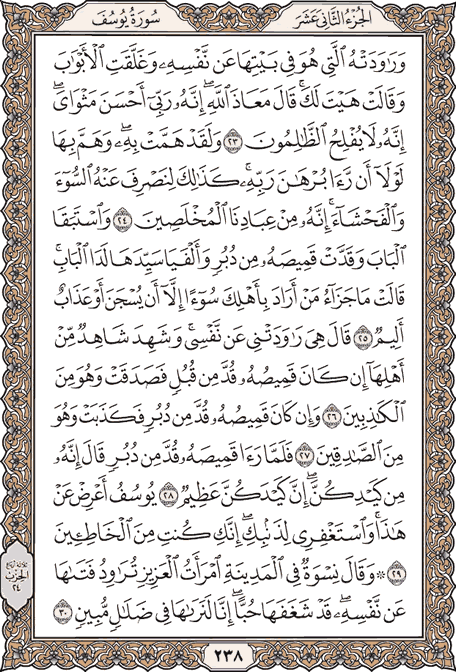 الجزء الثاني عشر
سورة يوسف
وَرَٰوَدَتْهُ ٱلَّتِى هُوَ فِى بَيْتِهَا عَن نَّفْسِهِۦ وَغَلَّقَتِ ٱلْأَبْوَٰبَ
وَقَالَتْ هَيْتَ لَكَ ۚ قَالَ مَعَاذَ ٱللَّهِ ۖ إِنَّهُۥ رَبِّىٓ أَحْسَنَ مَثْوَاىَ ۖ
إِنَّهُۥ لَا يُفْلِحُ ٱلظَّٰلِمُونَ ٢٣ وَلَقَدْ هَمَّتْ بِهِۦ ۖ وَهَمَّ بِهَا
لَوْلَآ أَن رَّءَا بُرْهَٰنَ رَبِّهِۦ ۚ كَذَٰلِكَ لِنَصْرِفَ عَنْهُ ٱلسُّوٓءَ
وَٱلْفَحْشَآءَ ۚ إِنَّهُۥ مِنْ عِبَادِنَا ٱلْمُخْلَصِينَ ٢٤ وَٱسْتَبَقَا
ٱلْبَابَ وَقَدَّتْ قَمِيصَهُۥ مِن دُبُرٍ وَأَلْفَيَا سَيِّدَهَا لَدَا ٱلْبَابِ ۚ
قَالَتْ مَا جَزَآءُ مَنْ أَرَادَ بِأَهْلِكَ سُوٓءًا إِلَّآ أَن يُسْجَنَ أَوْ عَذَابٌ
أَلِيمٌ ٢٥ قَالَ هِىَ رَٰوَدَتْنِى عَن نَّفْسِى ۚ وَشَهِدَ شَاهِدٌ مِّنْ
أَهْلِهَآ إِن كَانَ قَمِيصُهُۥ قُدَّ مِن قُبُلٍ فَصَدَقَتْ وَهُوَ مِنَ
ٱلْكَٰذِبِينَ ٢٦ وَإِن كَانَ قَمِيصُهُۥ قُدَّ مِن دُبُرٍ فَكَذَبَتْ وَهُوَ
مِنَ ٱلصَّٰدِقِينَ ٢٧ فَلَمَّا رَءَا قَمِيصَهُۥ قُدَّ مِن دُبُرٍ قَالَ إِنَّهُۥ
مِن كَيْدِكُنَّ ۖ إِنَّ كَيْدَكُنَّ عَظِيمٌ ٢٨ يُوسُفُ أَعْرِضْ عَنْ
هَٰذَا ۚ وَٱسْتَغْفِرِى لِذَنۢبِكِ ۖ إِنَّكِ كُنتِ مِنَ ٱلْخَاطِـِٔينَ
٢٩ ۞ وَقَالَ نِسْوَةٌ فِى ٱلْمَدِينَةِ ٱمْرَأَتُ ٱلْعَزِيزِ تُرَٰوِدُ فَتَىٰهَا
عَن نَّفْسِهِۦ ۖ قَدْ شَغَفَهَا حُبًّا ۖ إِنَّا لَنَرَىٰهَا فِى ضَلَٰلٍ مُّبِينٍ ٣٠
ثلاثة أرباع
الحزب
٢٤
٢٣٨